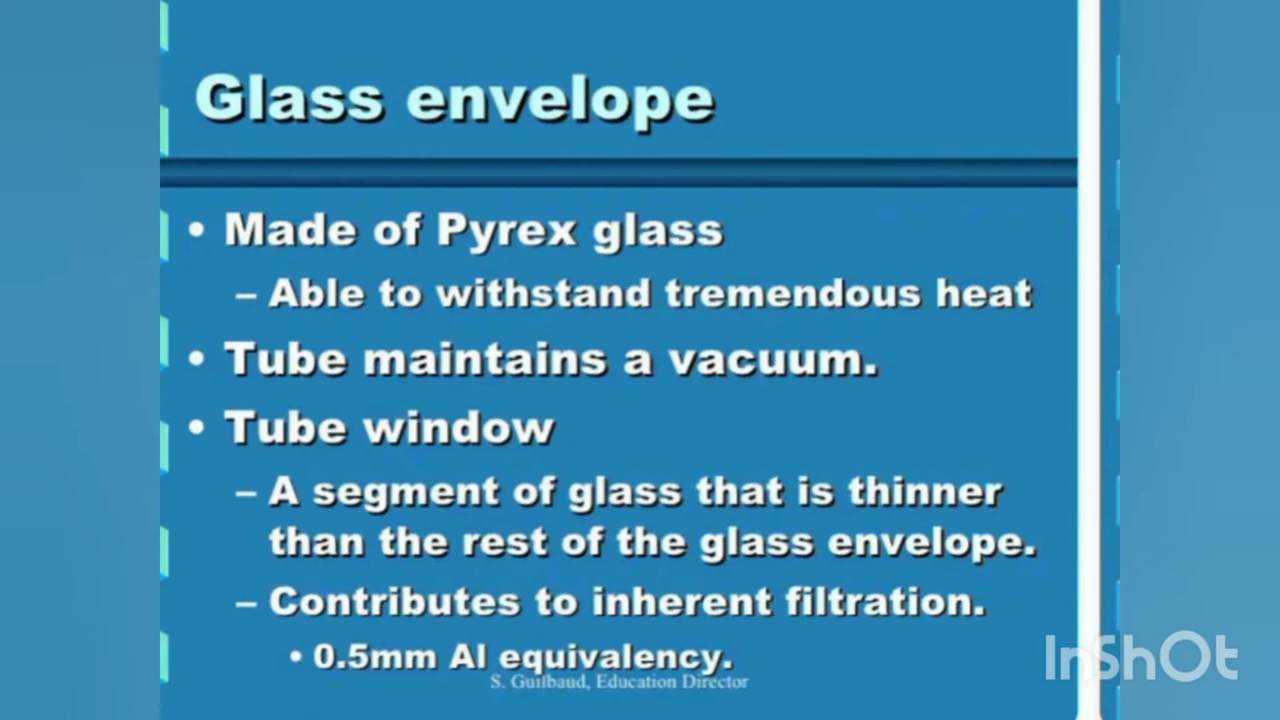 Glass envelope
• Made of Pyrex glass
– Able to withstand tremendous heat
• Tube maintains a vacuum.
• Tube window
– A segment of glass that is thinner
than the rest of the glass envelope.
– Contributes to inherent filtration.
• 0.5mm Al equivalency.
S. Guilbaud, Education Director
InShOt